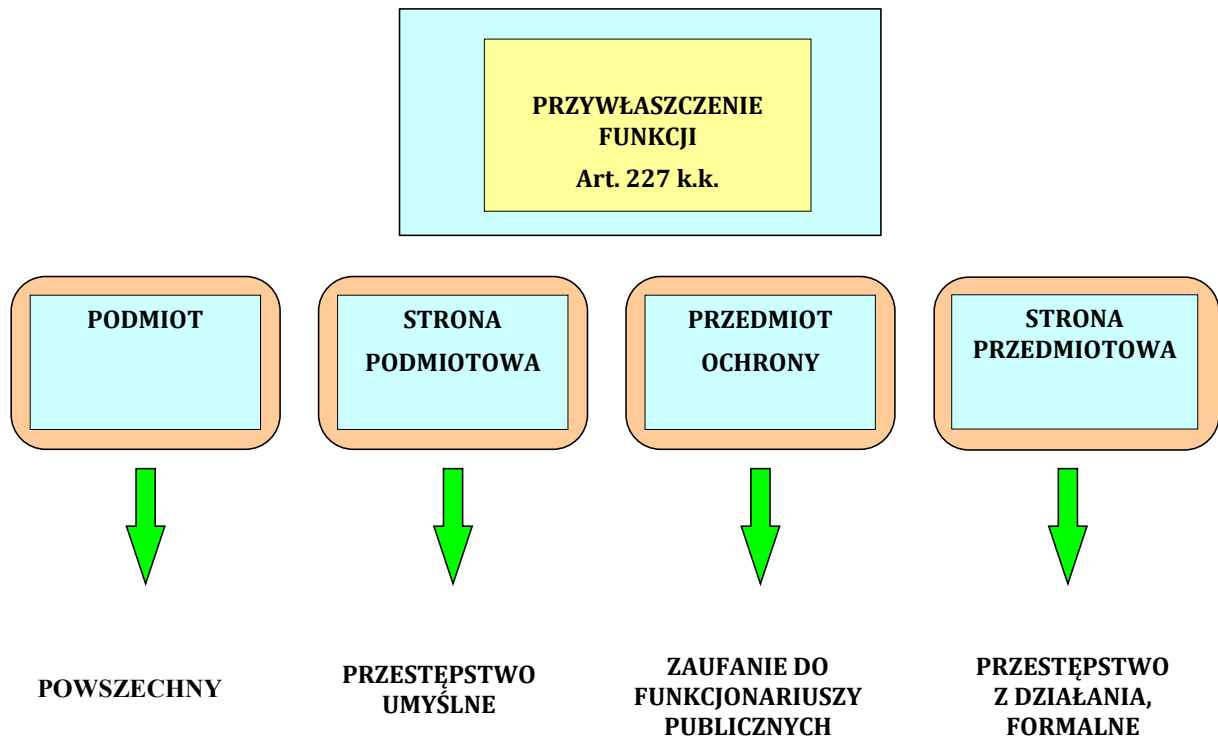 PRZYWŁASZCZENIE
FUNKCJI
Art. 227 k.k.
PODMIOT
STRONA
PODMIOTOWA
PRZEDMIOT
OCHRONY
STRONA
PRZEDMIOTOWA
POWSZECHNY
PRZESTĘPSTWO
UMYŚLNE
ZAUFANIE DO
FUNKCJONARIUSZY
PUBLICZNYCH
PRZESTĘPSTWO
Z DZIAŁANIA,
FORMALNE